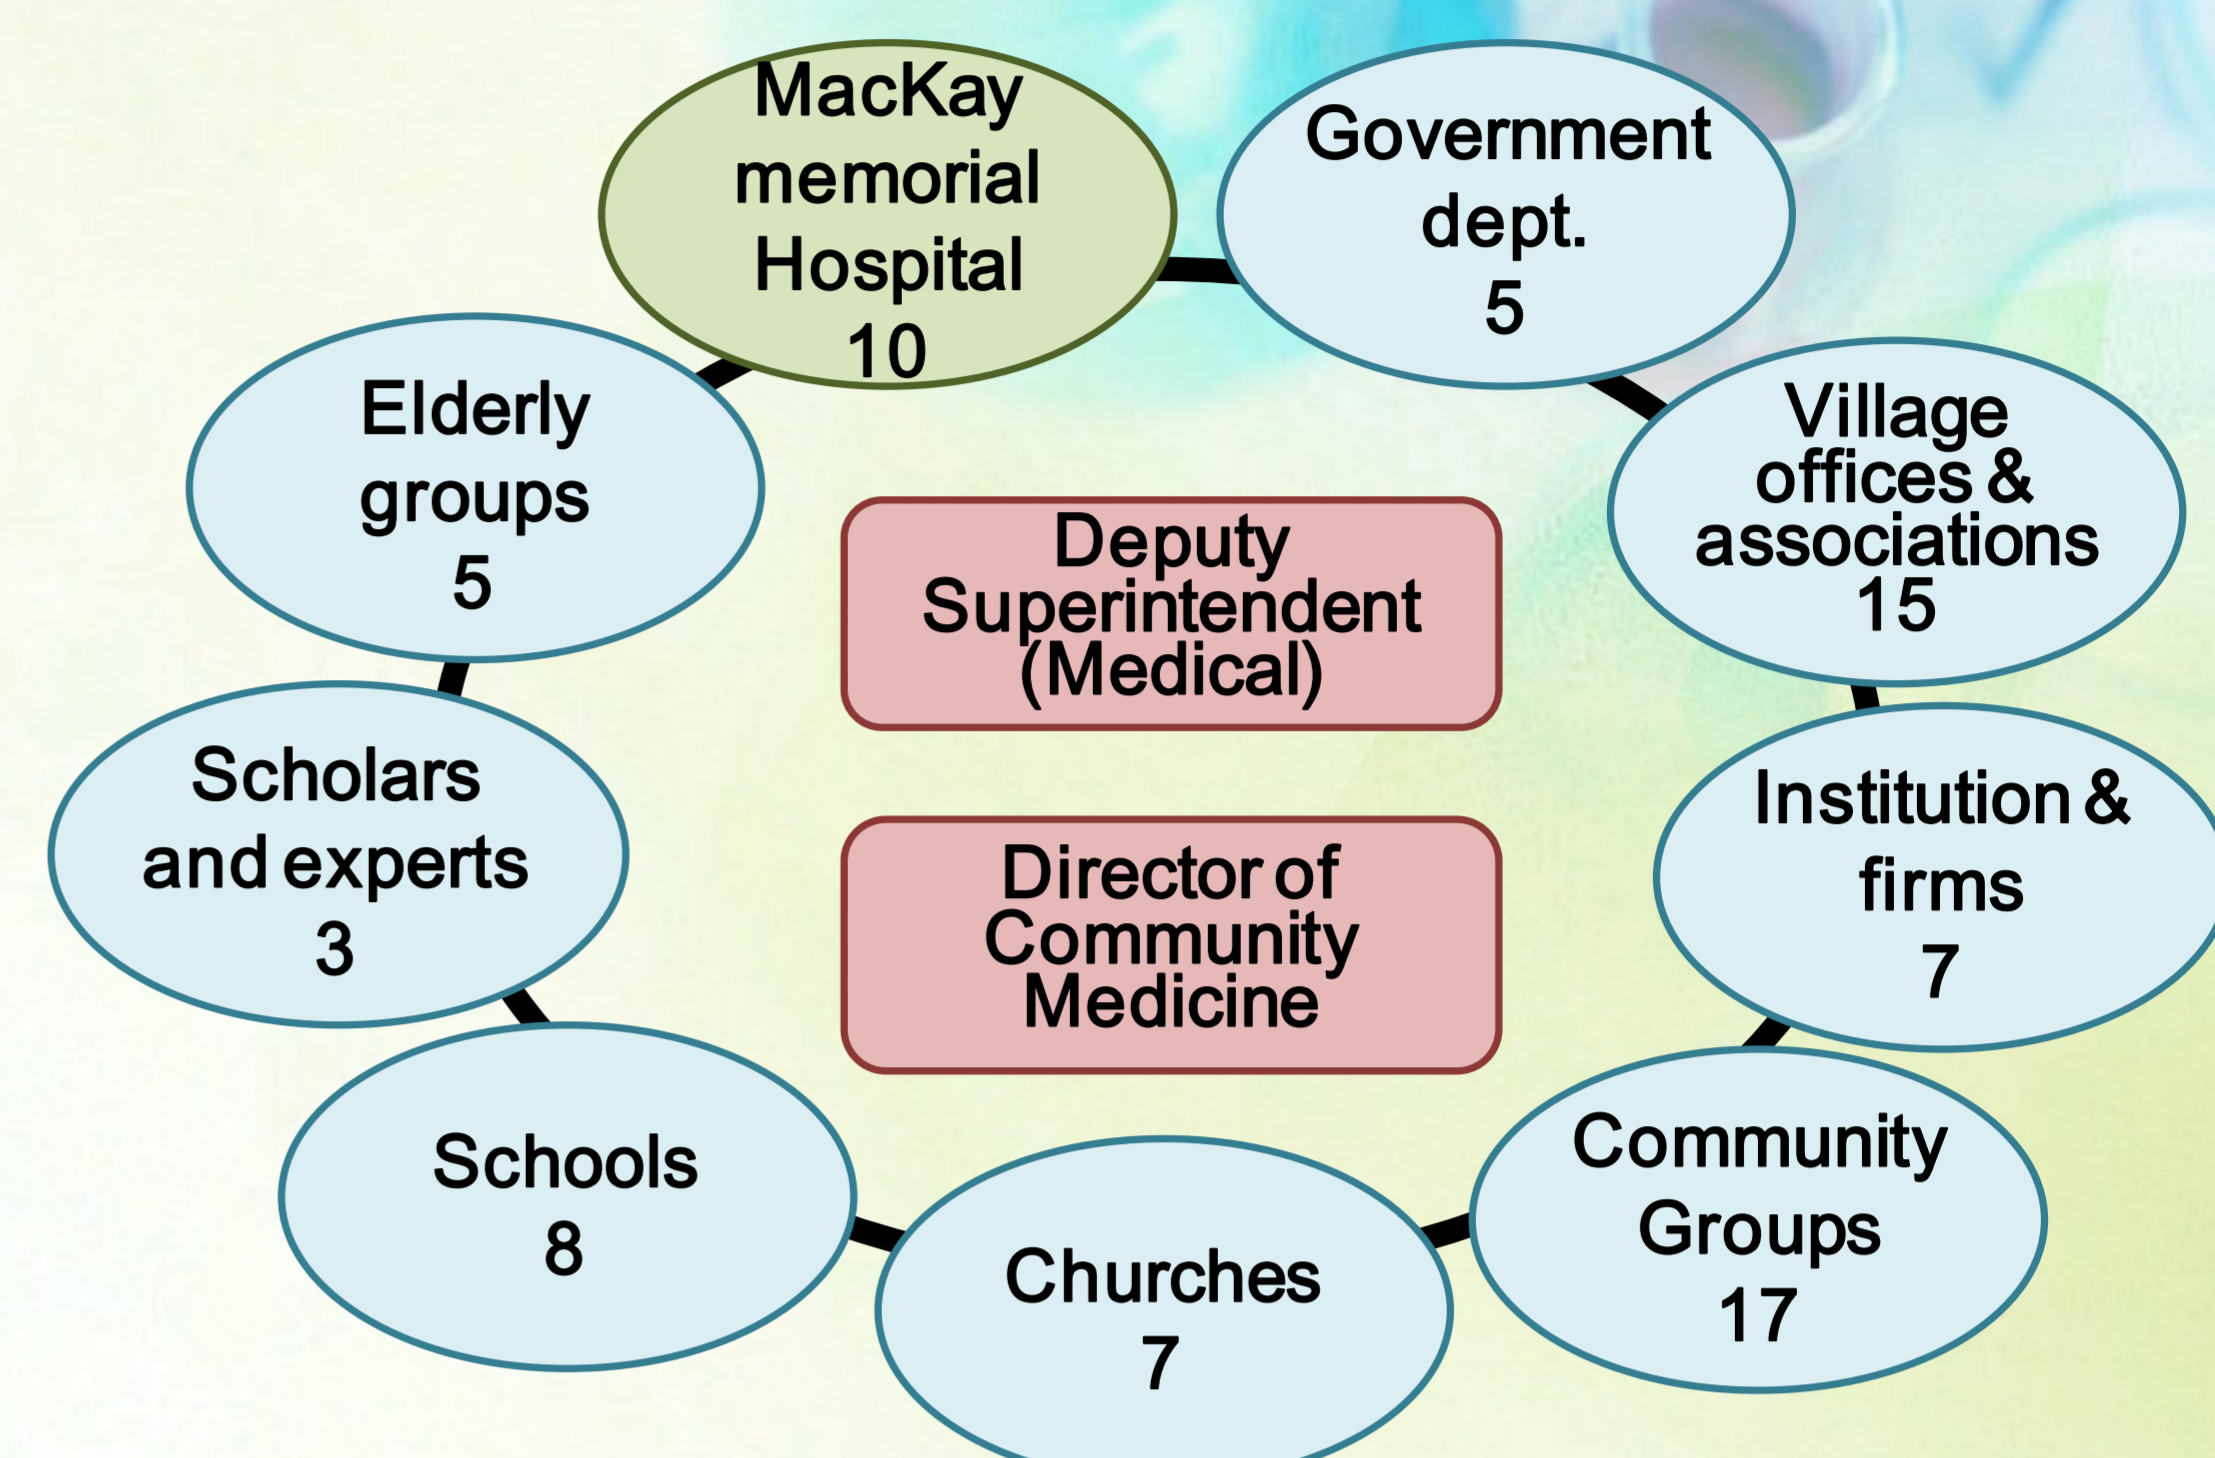 MacKay
memorial
Hospital
10
Government
dept.
5
Village
offices &
associations
15
Institution &
firms
7
Community
Groups
17
Churches
7
Schools
8
Scholars
and experts
3
Elderly
groups
5
Deputy
Superintendent
(Medical)
Director of
Community
Medicine